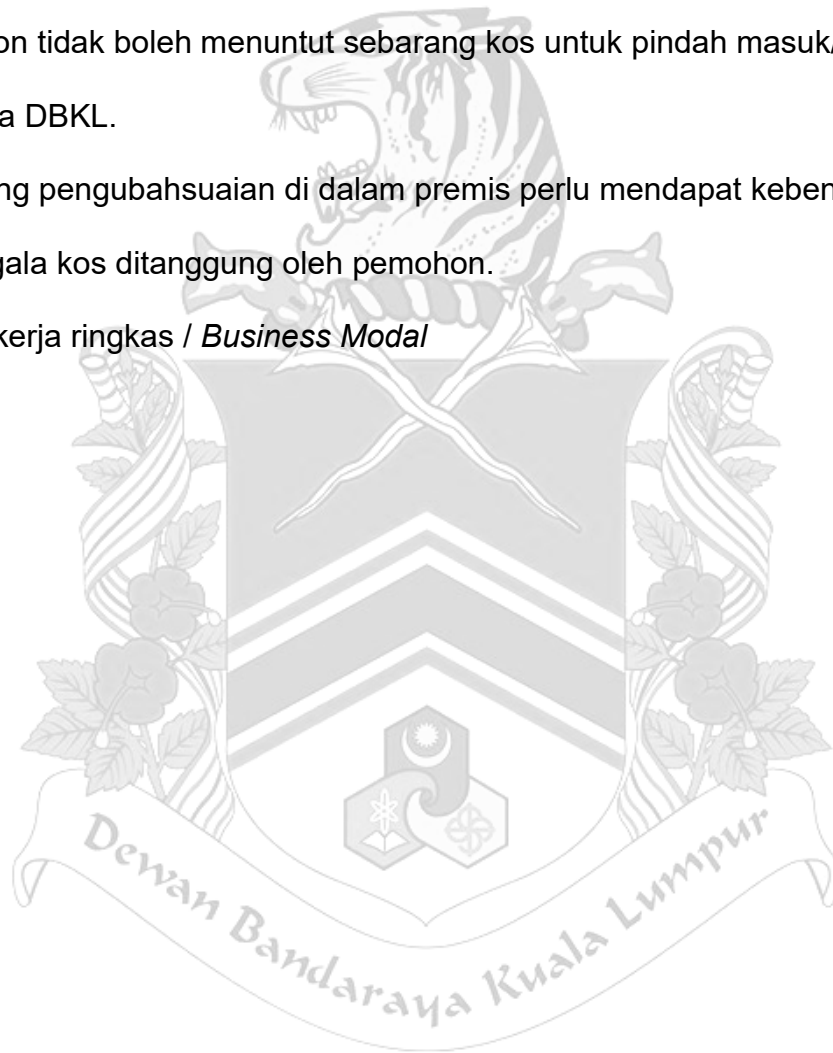 on tidak boleh menuntut sebarang kos untuk pindah masuk/
a DBKL.
ng pengubahsuaian di dalam premis perlu mendapat keben
gala kos ditanggung oleh pemohon.
kerja ringkas / Business Modal
Dewan Bandaraya Kuala Lumpur